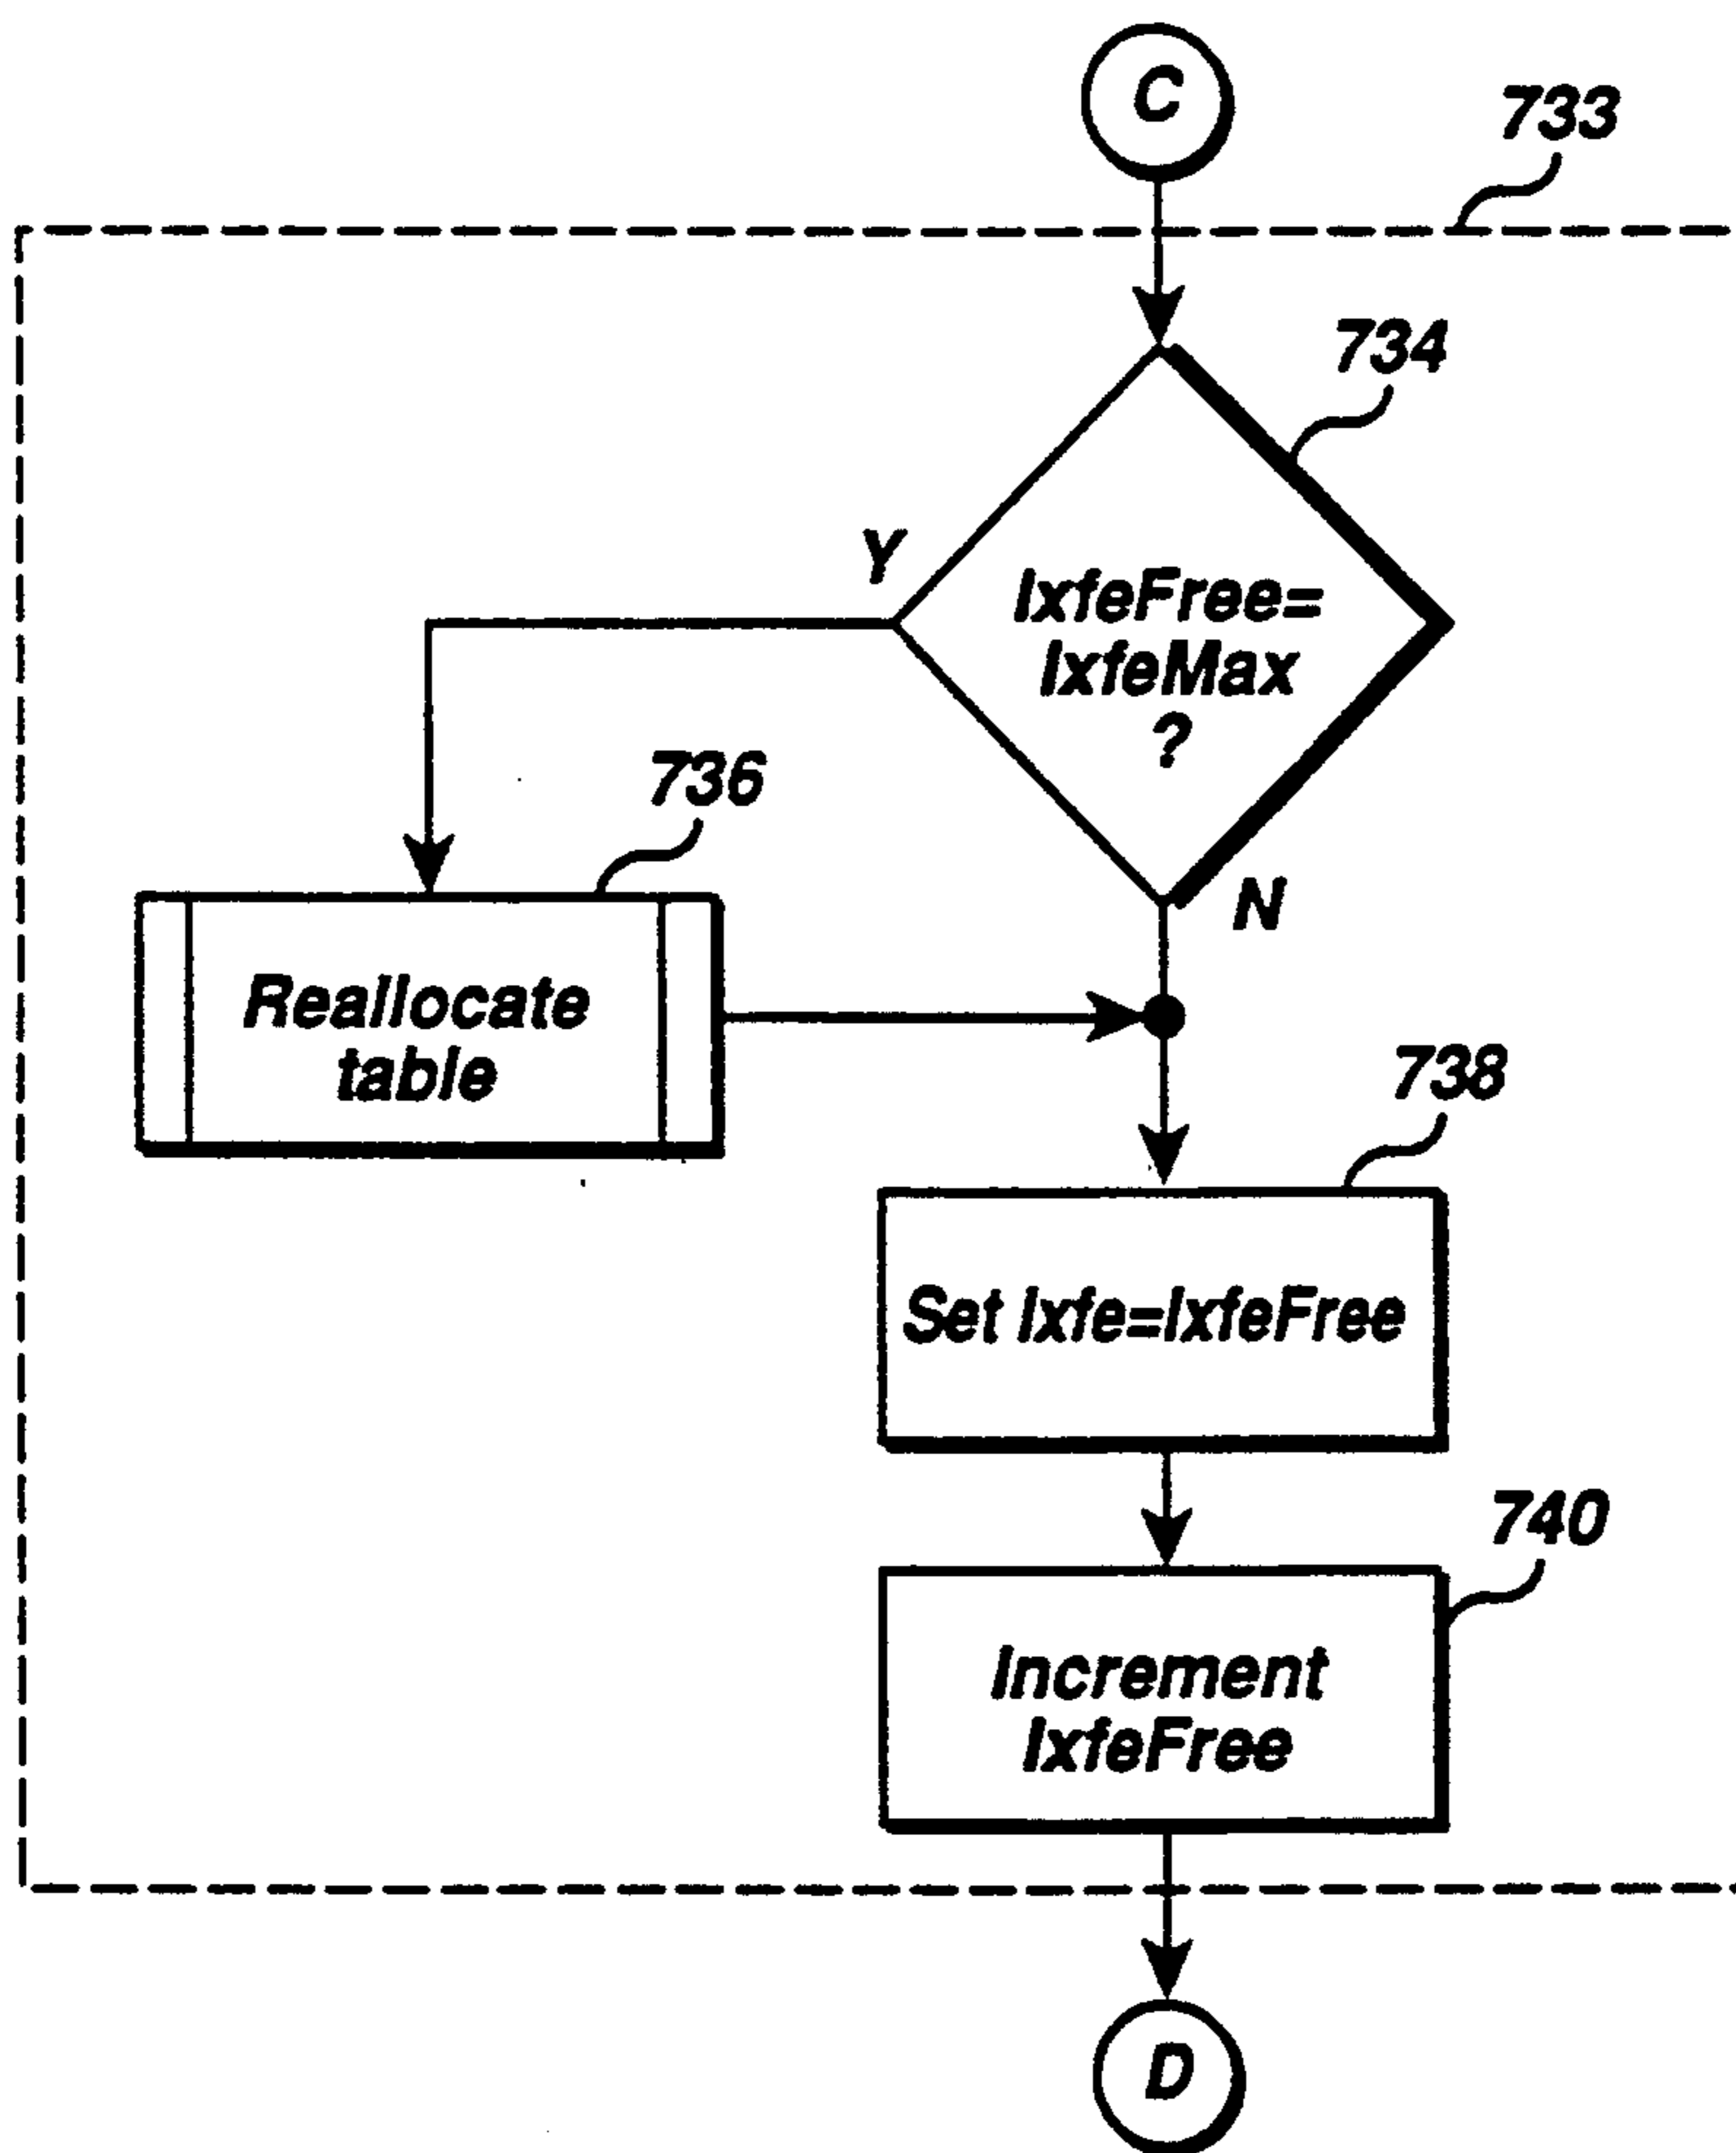 C
733
734
Y
IxfeFree=
IxfeMax
?
736
N
Reallocate
table
738
Set Ixfe=IxfeFree
740
Increment
IxfeFree
D